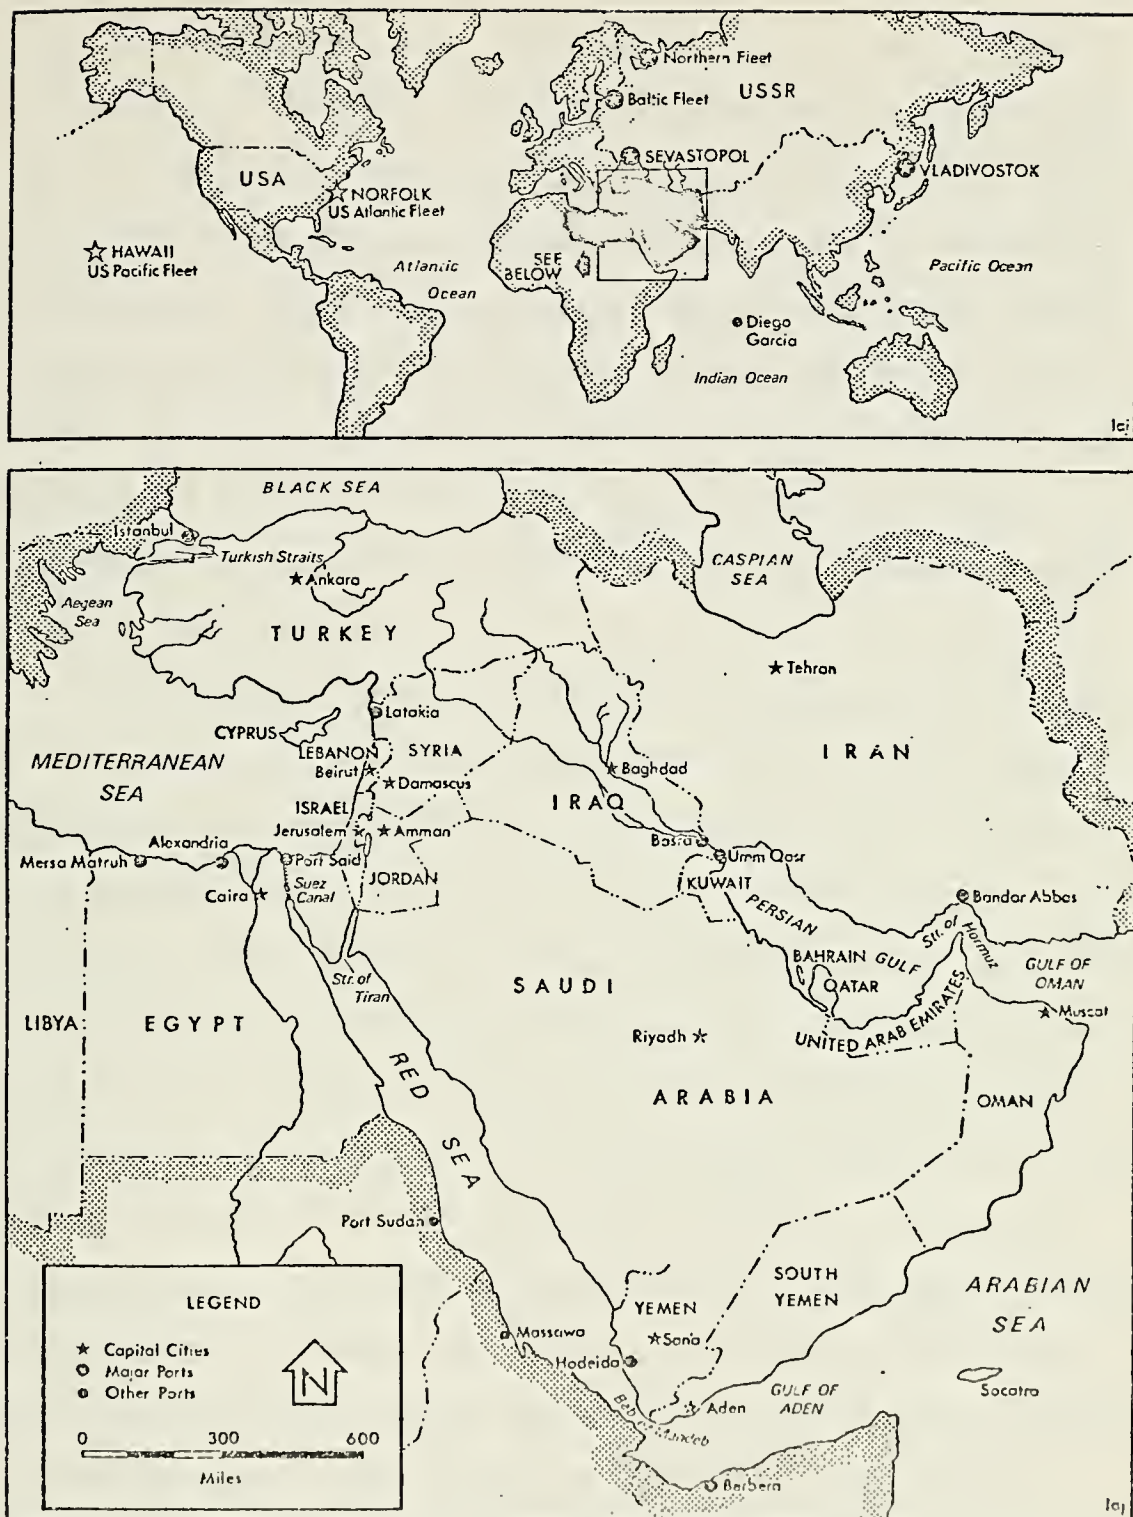 Northern Fleet
Baltic Fleet
USSR
SEVASTOPOL
VLADIVOSTOK
USA
NORFOLK
US Atlantic Fleet
HAWAII
US Pacific Fleet
Atlantic
Ocean
SEE
BELOW
Pacific Ocean
Diego
Garcia
Indian Ocean
BLACK SEA
Istanbul
Turkish Straits
Ankara
CASPIAN
SEA
Aegean
Sea
TURKEY
Tehran
Latakia
CYPRUS
LEBANON
SYRIA
IRAN
MEDITERRANEAN
SEA
Beirut
Damascus
Baghdad
ISRAEL
IRAQ
Jerusalem
Amman
Alexandria
Basra
Mersa Matruh
Port Said
Umm Qasr
Suez
Canal
JORDAN
KUWAIT
Cairo
PERSIAN
GULF
Bandar Abbas
Str. of
Hormuz
BAHRAIN
QATAR
GULF OF
OMAN
Str. of
Tiran
SAUDI
LIBYA
EGYPT
Muscat
Riyadh
UNITED ARAB EMIRATES
RED
SEA
ARABIA
OMAN
Port Sudan
SOUTH
YEMEN
ARABIAN
SEA
YEMEN
San'a
Massawa
Hodeida
Socotra
GULF OF
ADEN
Aden
Bab el Mandeb
Berbera
LEGEND
Capital Cities
Major Ports
Other Ports
N
0 300 600
Miles